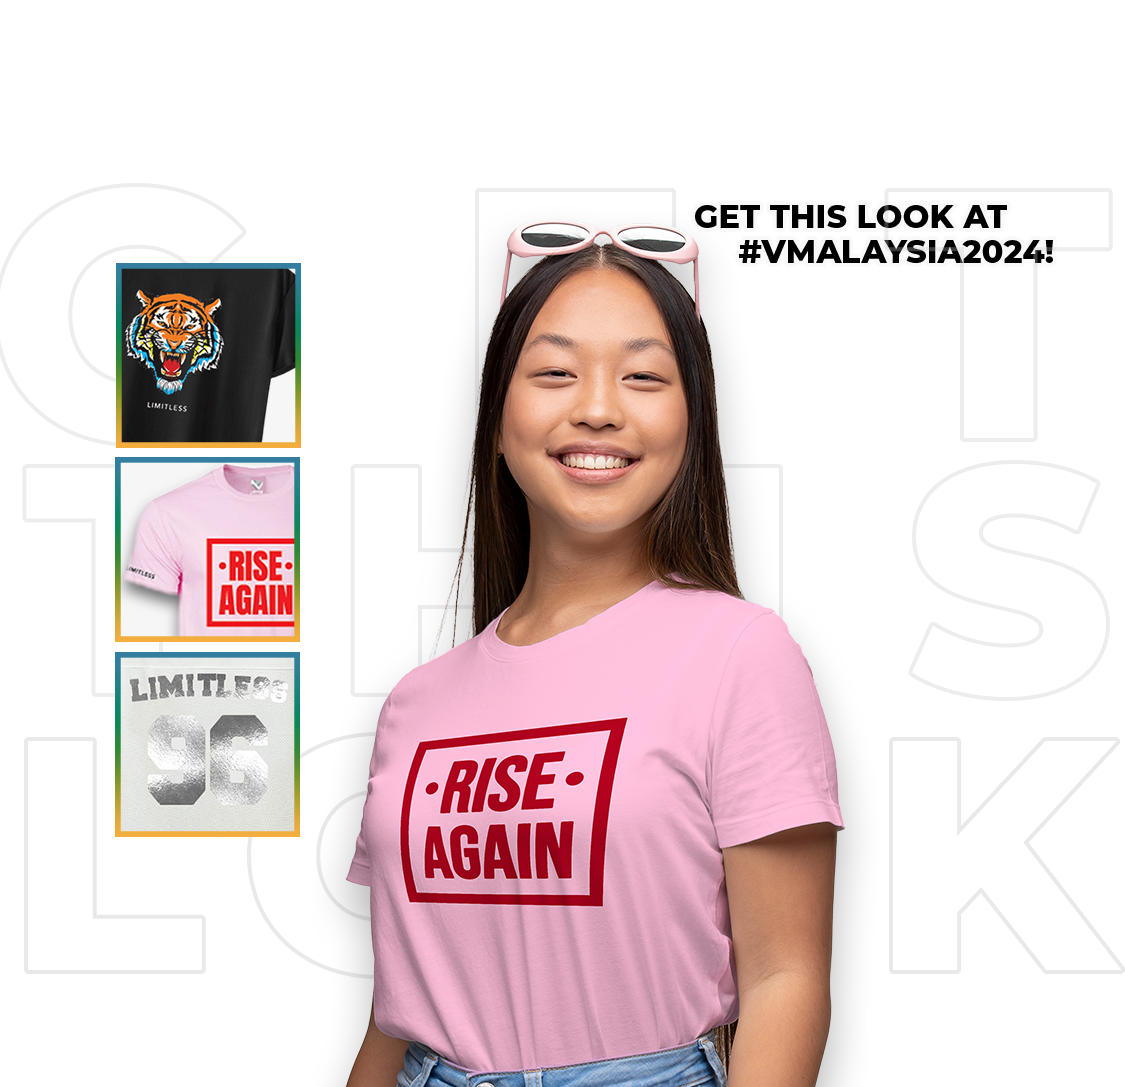 GET
THIS
LOOK
GET THIS LOOK AT
#VMALAYSIA2024!
LIMITLESS
LIMITLESS
·RISE·
AGAIN
LIMITLESS
96
·RISE·
AGAIN